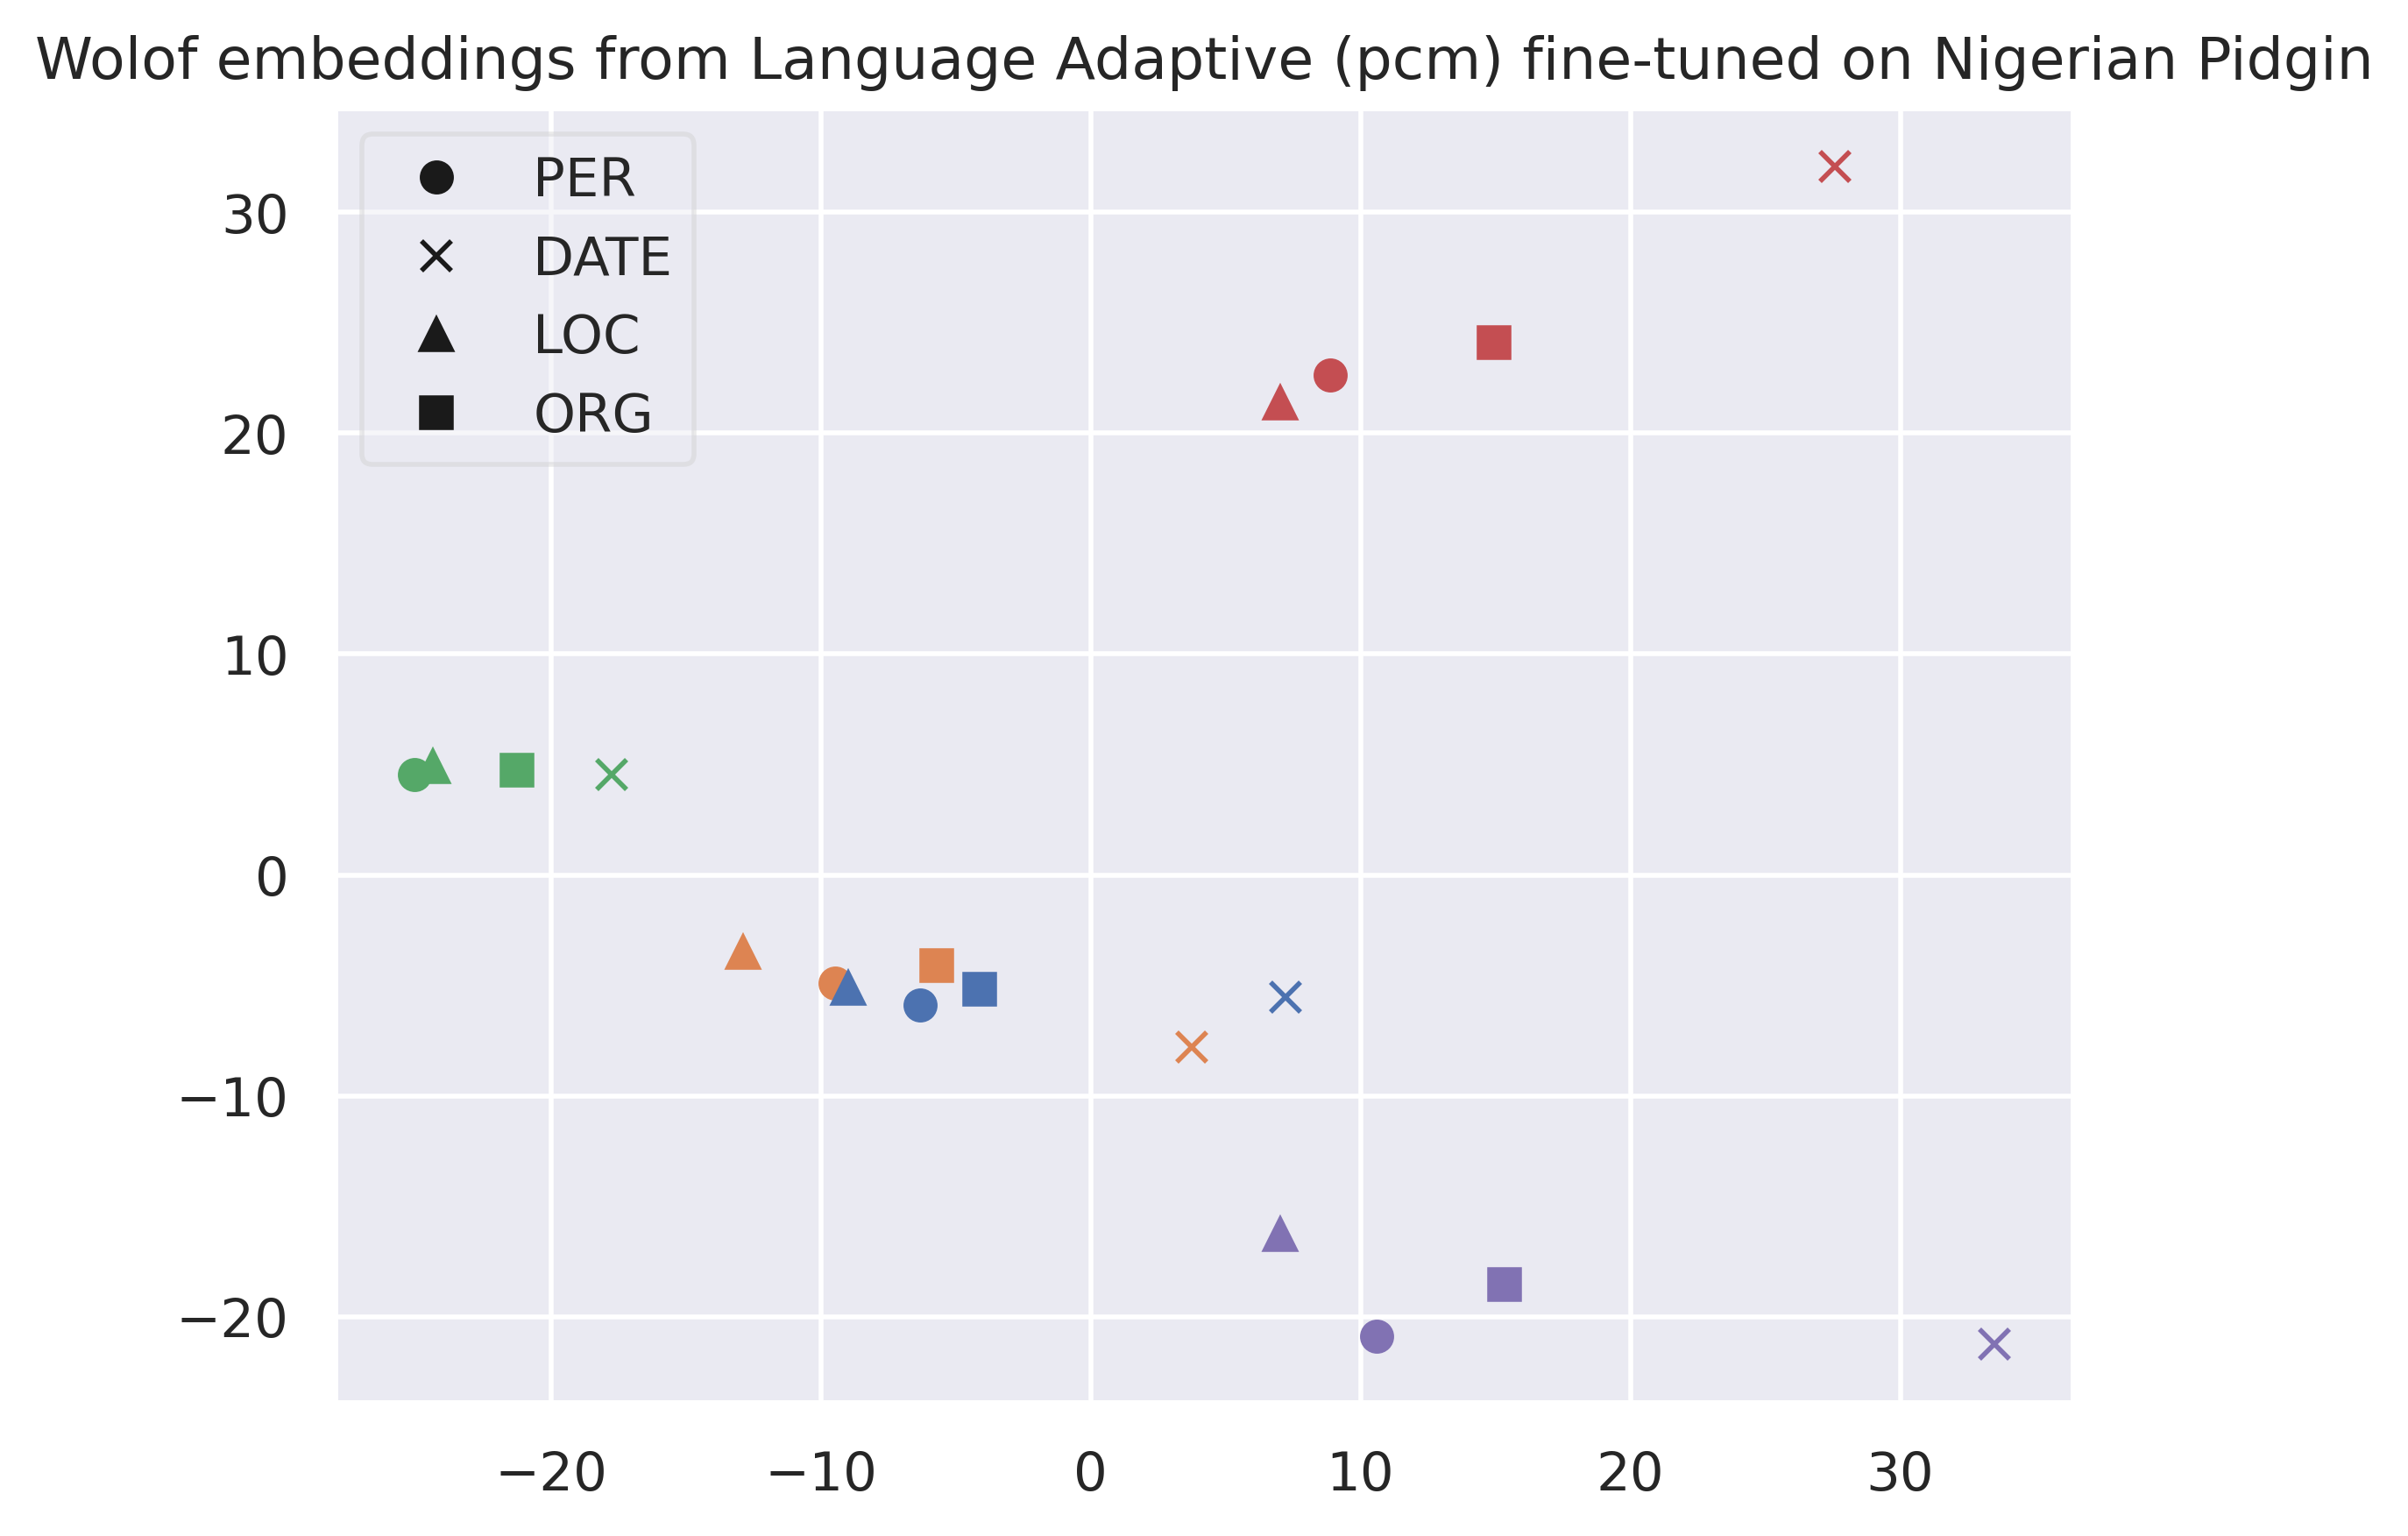 Wolof embeddings from Language Adaptive (pcm) fine-tuned on Nigerian Pidgin
PER
DATE
LOC
ORG
30
20
10
0
−10
−20
−20 −10 0 10 20 30